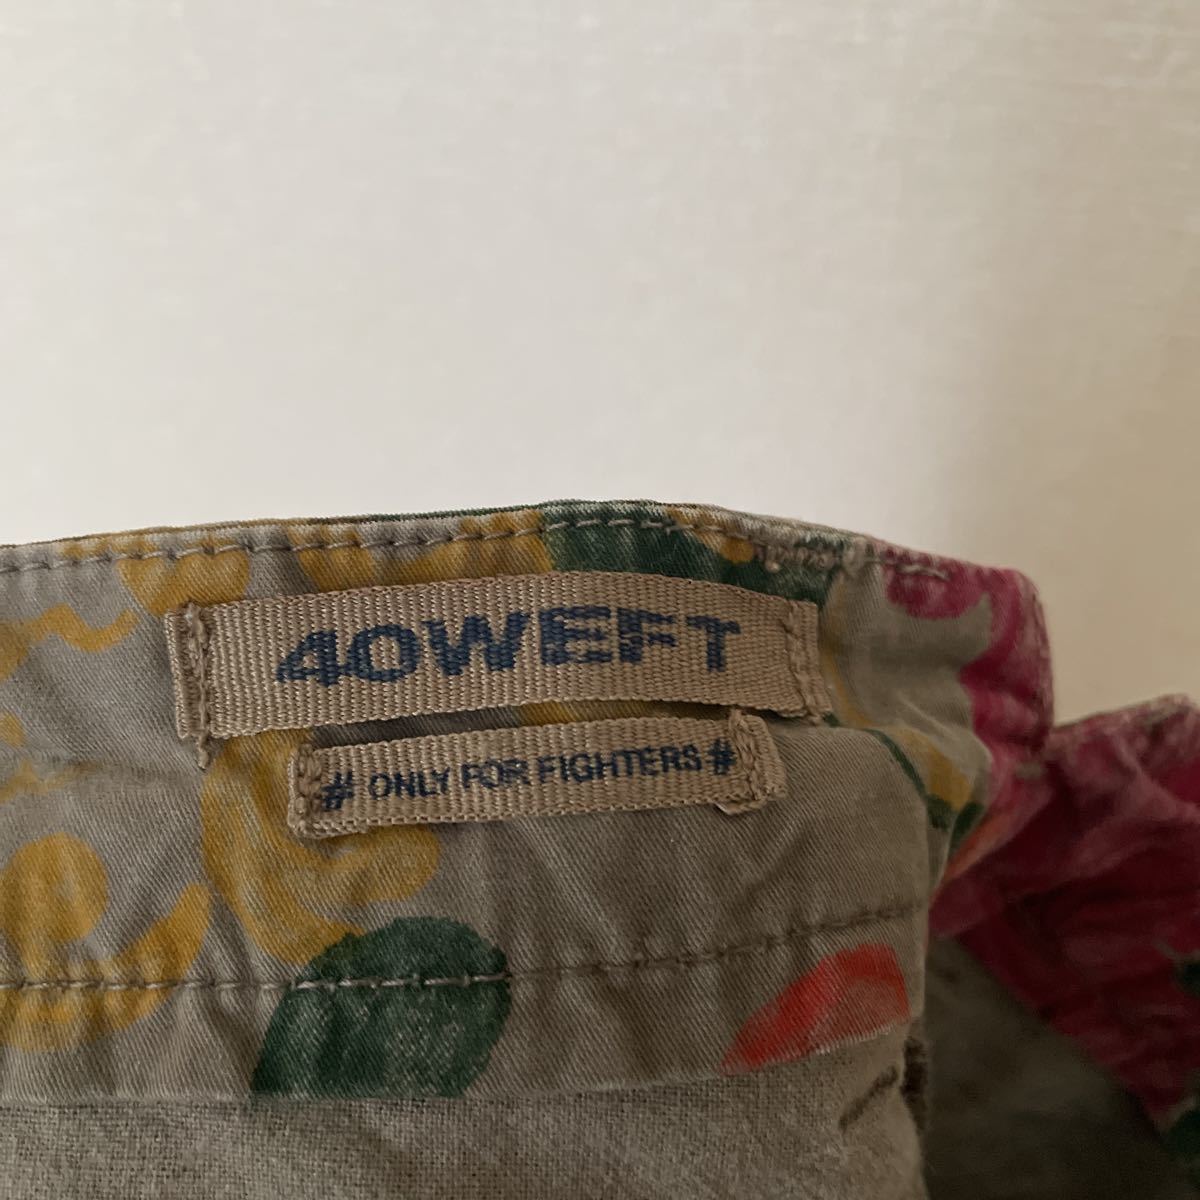 40WEFT
# ONLY FOR FIGHTERS #